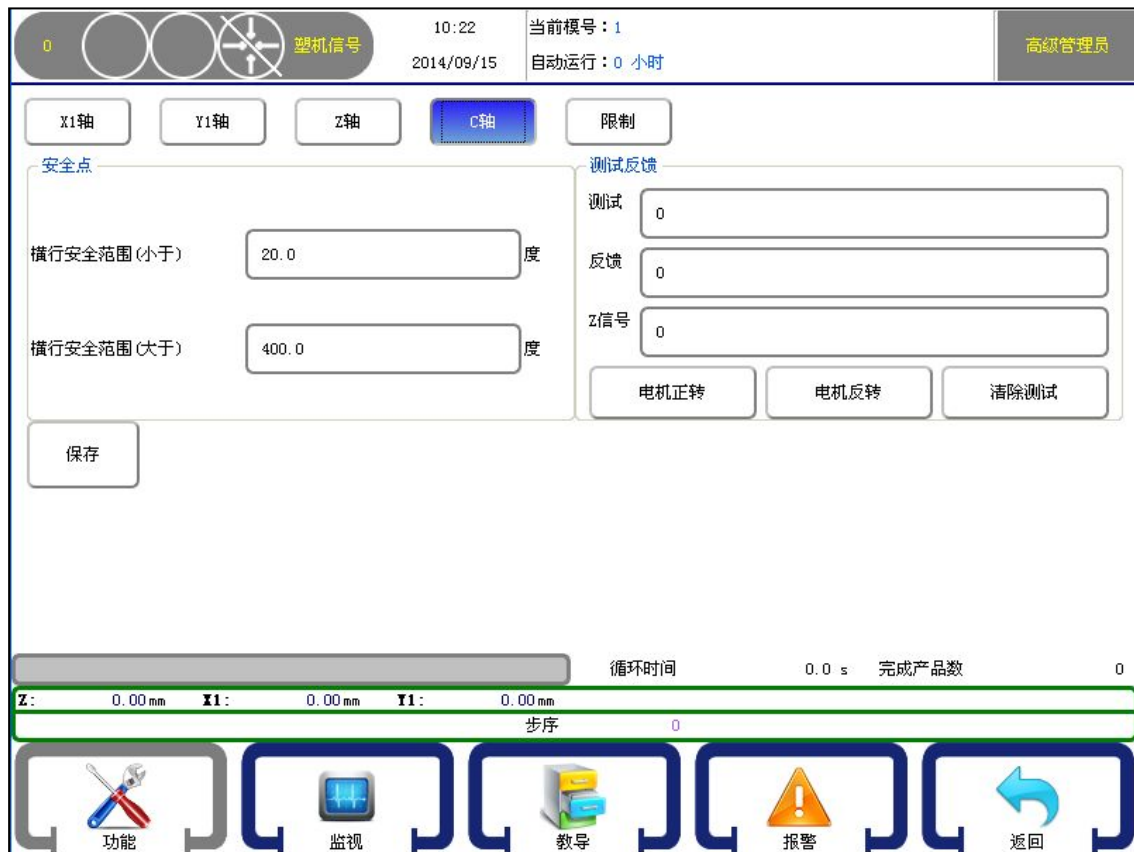 0 塑机信号
10:22
2014/09/15
当前模号：1
自动运行：0 小时
高级管理员
X1轴 Y1轴 Z轴 C轴 限制
安全点
横行安全范围(小于) 20.0 度
横行安全范围(大于) 400.0 度
测试反馈
测试 0
反馈 0
Z信号 0
电机正转 电机反转 清除测试
保存
循环时间 0.0 s 完成产品数 0
Z: 0.00 mm X1: 0.00 mm Y1: 0.00 mm
步序 0
功能 监视 教导 报警 返回